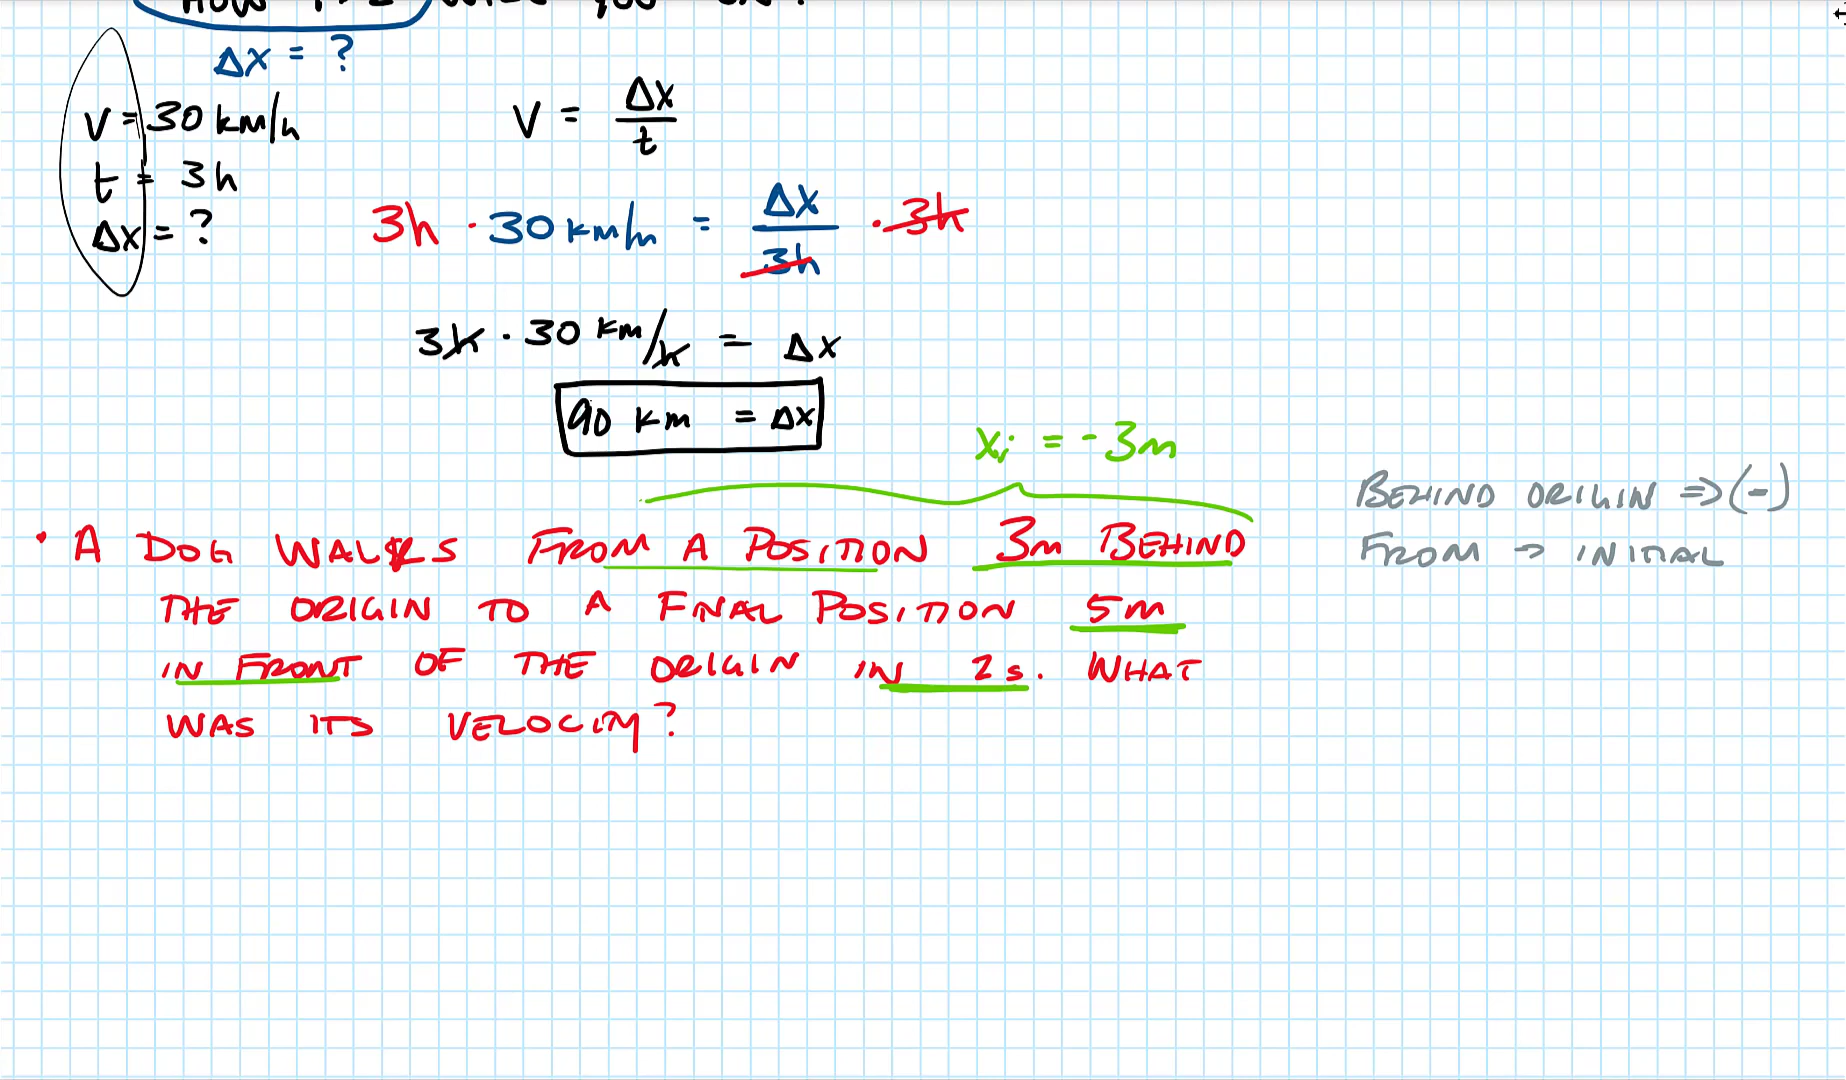 Δx = ?
V = 30 km/h
t = 3h
Δx = ?
V = Δx/t
3h · 30 km/h = Δx/3h · 3h
3h · 30 km/h = Δx
90 km = Δx
xi = -3m
• A DOG WALKS FROM A POSITION 3m BEHIND
THE ORIGIN TO A FINAL POSITION 5m
IN FRONT OF THE ORIGIN IN 2s. WHAT
WAS ITS VELOCITY?
BEHIND ORIGIN => (-)
FROM → INITIAL